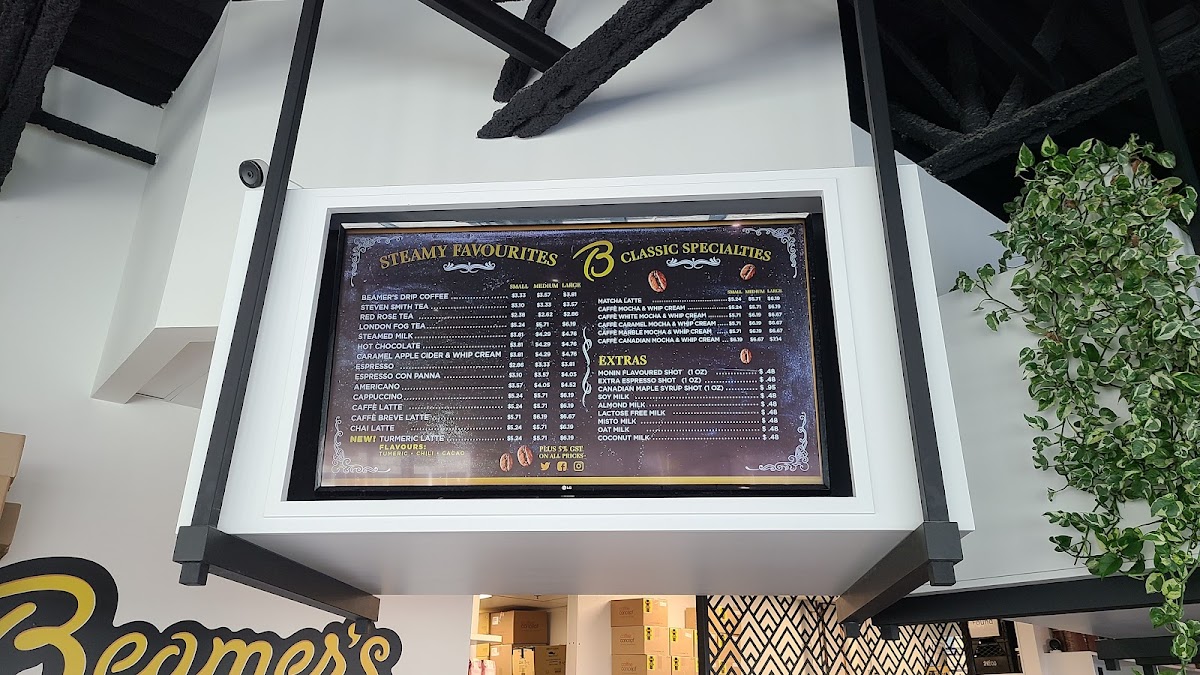 STEAMY FAVOURITES
SMALL MEDIUM LARGE
BEAMER'S DRIP COFFEE $3.33 $3.57 $3.81
STEVEN SMITH TEA $3.10 $3.33 $3.57
RED ROSE TEA $2.38 $2.62 $2.86
LONDON FOG TEA $5.24 $5.71 $6.19
STEAMED MILK $3.81 $4.29 $4.76
HOT CHOCOLATE $3.81 $4.29 $4.76
CARAMEL APPLE CIDER & WHIP CREAM $3.81 $4.29 $4.76
ESPRESSO $2.86 $3.33 $3.81
ESPRESSO CON PANNA $3.10 $3.57 $4.03
AMERICANO $3.57 $4.05 $4.52
CAPPUCCINO $5.24 $5.71 $6.19
CAFFÈ LATTE $5.24 $5.71 $6.19
CAFFÈ BREVE LATTE $5.71 $6.19 $6.67
CHAI LATTE $5.24 $5.71 $6.19
NEW! TURMERIC LATTE $5.24 $5.71 $6.19
FLAVOURS:
TUMERIC • CHILI • CACAO
PLUS 5% GST
ON ALL PRICES
B
CLASSIC SPECIALTIES
SMALL MEDIUM LARGE
MATCHA LATTE $5.24 $5.71 $6.19
CAFFÈ MOCHA & WHIP CREAM $5.24 $5.71 $6.19
CAFFÈ WHITE MOCHA & WHIP CREAM $5.71 $6.19 $6.67
CAFFÈ CARAMEL MOCHA & WHIP CREAM $5.71 $6.19 $6.67
CAFFÈ MARBLE MOCHA & WHIP CREAM $5.71 $6.19 $6.67
CAFFÈ CANADIAN MOCHA & WHIP CREAM $6.19 $6.67 $7.14
EXTRAS
MONIN FLAVOURED SHOT (1 OZ) $ .48
EXTRA ESPRESSO SHOT (1 OZ) $ .48
CANADIAN MAPLE SYRUP SHOT (1 OZ) $ .95
SOY MILK $ .48
ALMOND MILK $ .48
LACTOSE FREE MILK $ .48
MISTO MILK $ .48
OAT MILK $ .48
COCONUT MILK $ .48
LG
Beamer's